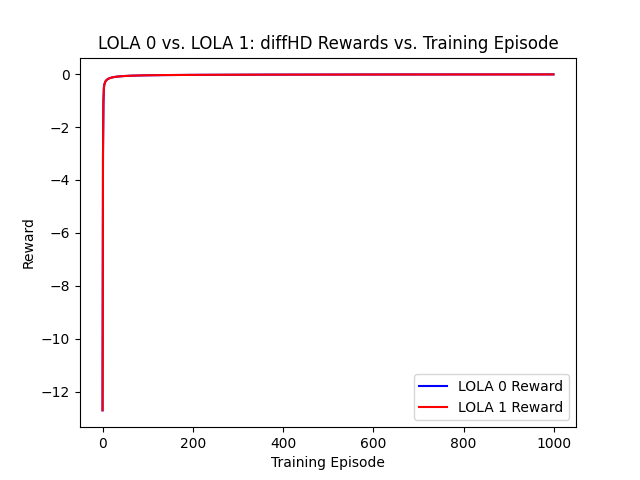 LOLA 0 vs. LOLA 1: diffHD Rewards vs. Training Episode
0
−2
−4
−6
−8
−10
−12
Reward
LOLA 0 Reward
LOLA 1 Reward
0 200 400 600 800 1000
Training Episode